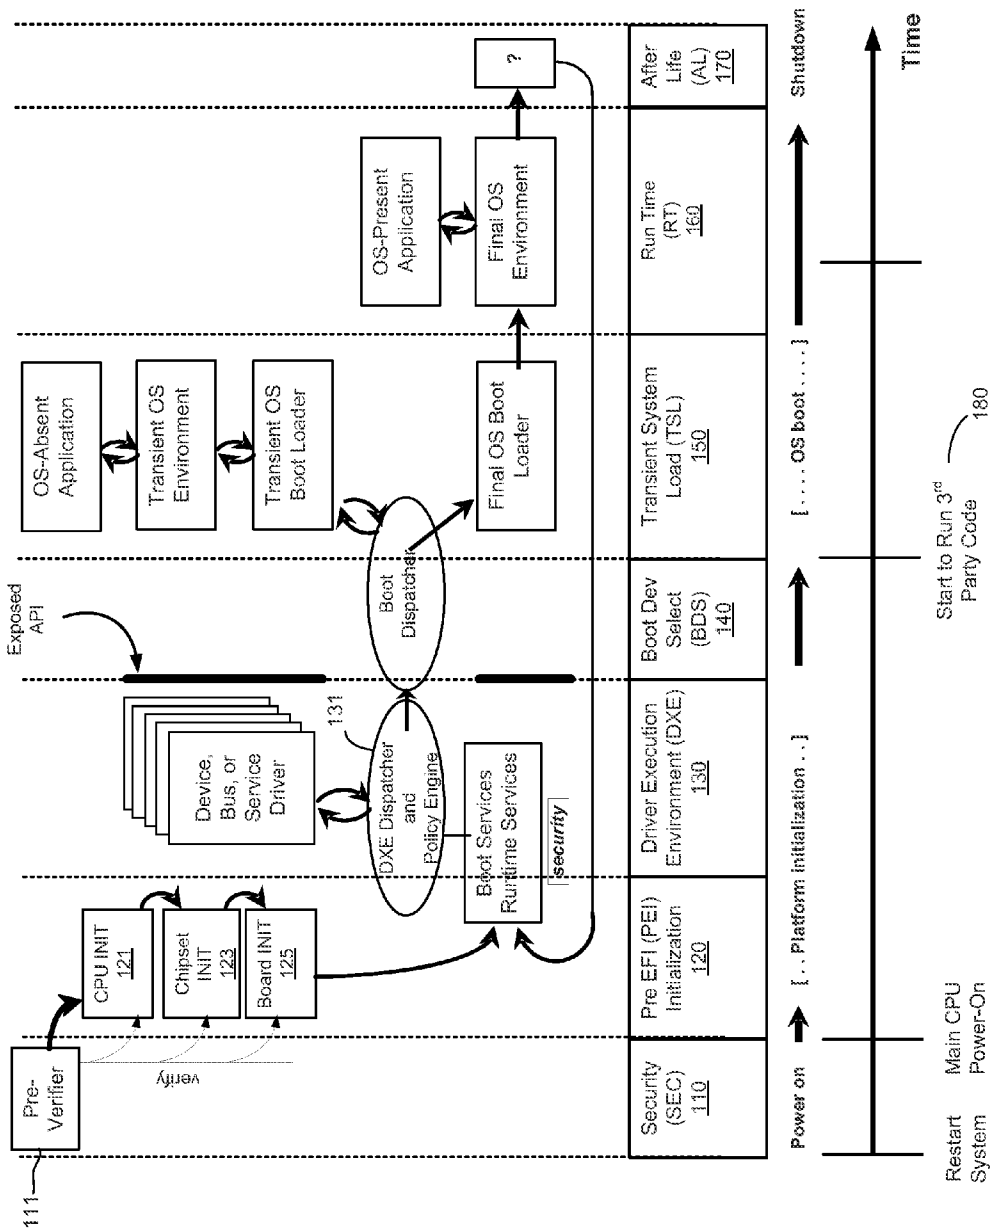 111
Pre-
Verifier
verify
CPU INIT
121
Chipset
INIT
123
Board INIT
125
Device,
Bus, or
Service
Driver
131
DXE Dispatcher
and
Policy Engine
Boot Services
Runtime Services
security
Exposed
API
Boot
Dispatcher
OS-Absent
Application
Transient OS
Environment
Transient OS
Boot Loader
Final OS Boot
Loader
OS-Present
Application
Final OS
Environment
?
Security
(SEC)
110
Pre EFI (PEI)
Initialization
120
Driver Execution
Environment (DXE)
130
Boot Dev
Select
(BDS)
140
Transient System
Load (TSL)
150
Run Time
(RT)
160
After
Life
(AL)
170
Power on
[ . . Platform initialization . . ]
[ . . . . OS boot . . . . ]
Shutdown
Time
Restart
System
Main CPU
Power-On
Start to Run 3rd
Party Code
180